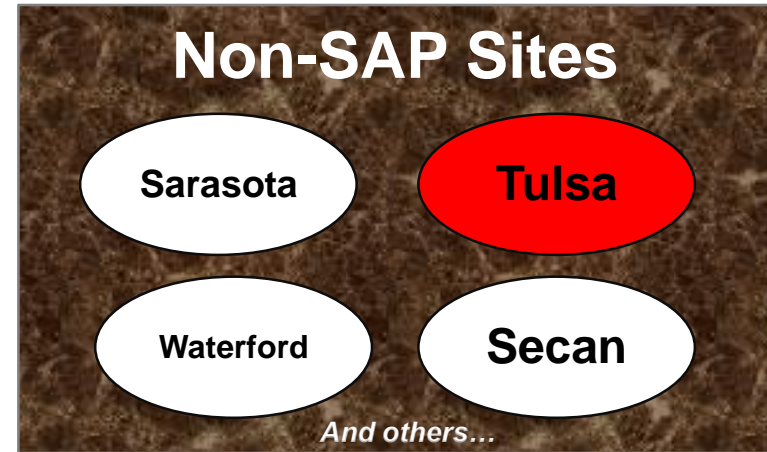 Non-SAP Sites
Sarasota
Tulsa
Waterford
Secan
And others…